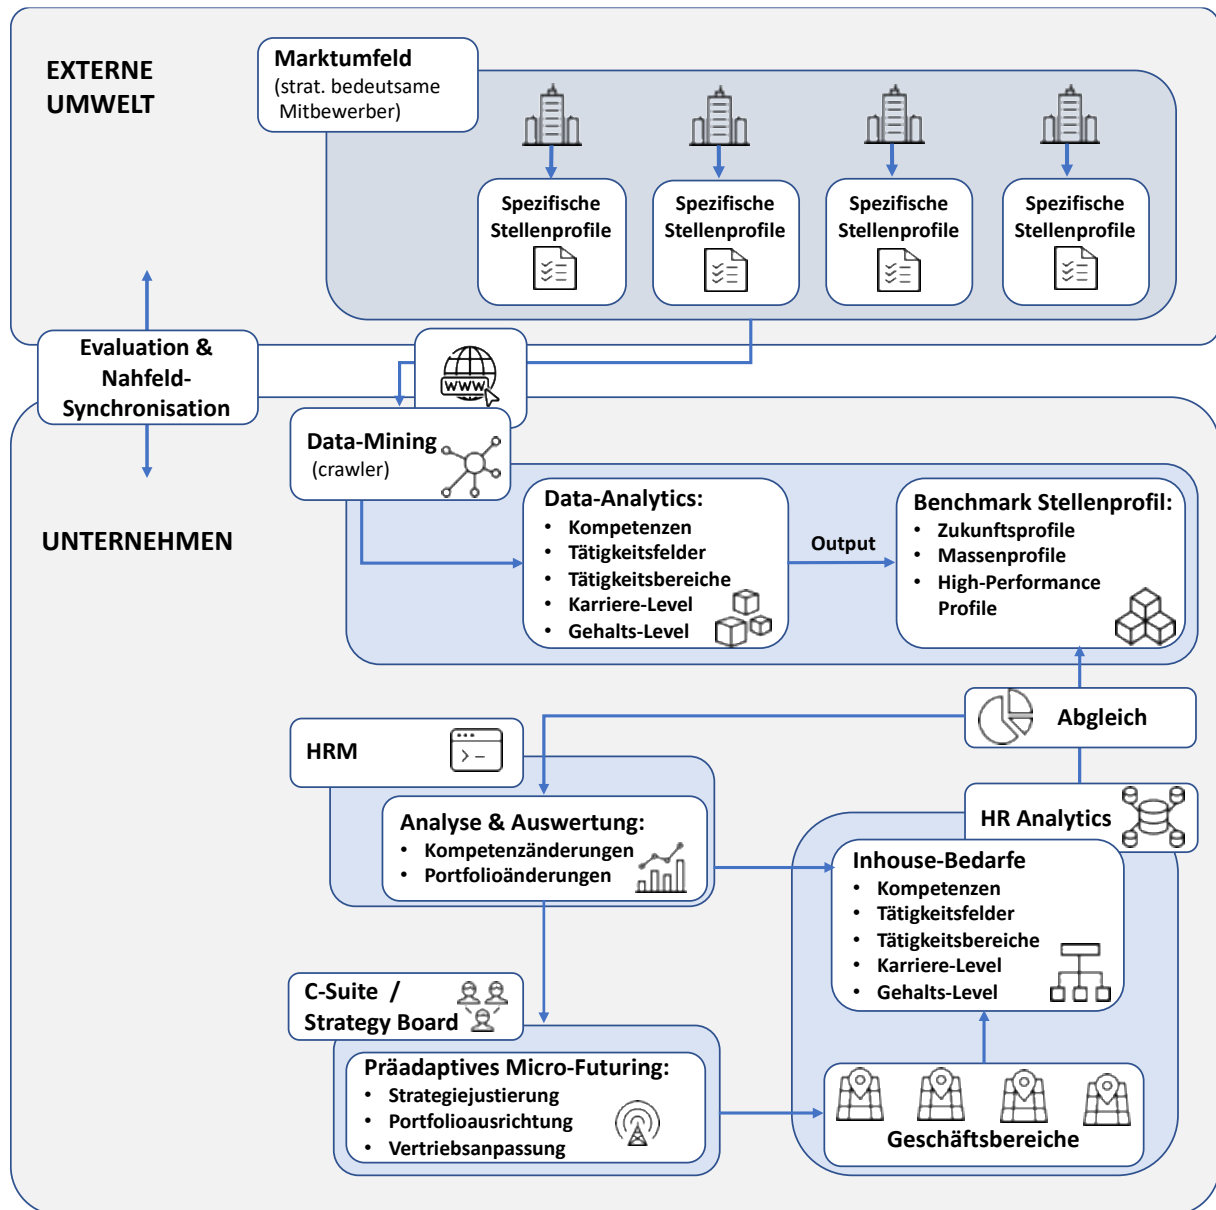 EXTERNE
UMWELT
Marktumfeld
(strat. bedeutsame
Mitbewerber)
Spezifische
Stellenprofile
Spezifische
Stellenprofile
Spezifische
Stellenprofile
Spezifische
Stellenprofile
Evaluation &
Nahfeld-
Synchronisation
WWW
Data-Mining
(crawler)
UNTERNEHMEN
Data-Analytics:
• Kompetenzen
• Tätigkeitsfelder
• Tätigkeitsbereiche
• Karriere-Level
• Gehalts-Level
Output
Benchmark Stellenprofil:
• Zukunftsprofile
• Massenprofile
• High-Performance
Profile
Abgleich
HRM
Analyse & Auswertung:
• Kompetenzänderungen
• Portfolioänderungen
HR Analytics
Inhouse-Bedarfe
• Kompetenzen
• Tätigkeitsfelder
• Tätigkeitsbereiche
• Karriere-Level
• Gehalts-Level
C-Suite /
Strategy Board
Präadaptives Micro-Futuring:
• Strategiejustierung
• Portfolioausrichtung
• Vertriebsanpassung
Geschäftsbereiche